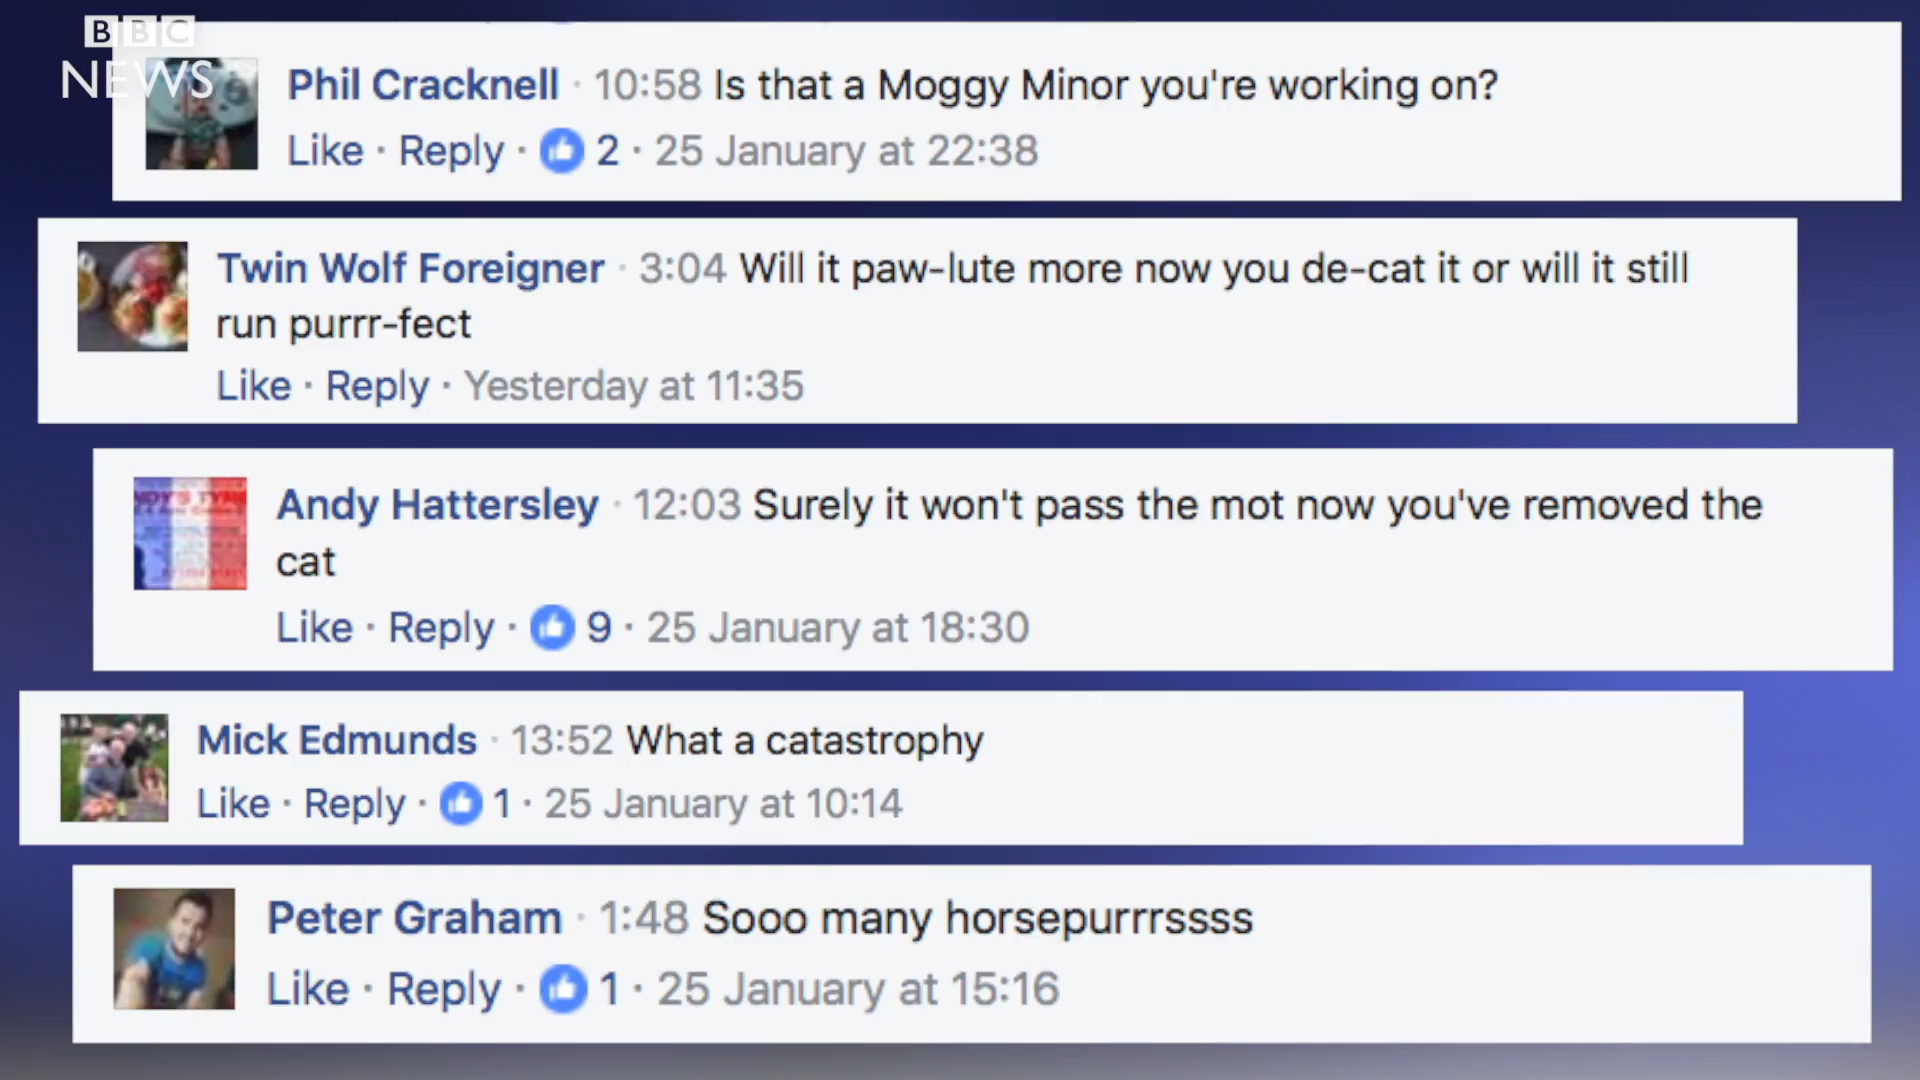 BBC
NEWS
Phil Cracknell · 10:58 Is that a Moggy Minor you're working on?
Like · Reply · 2 · 25 January at 22:38
Twin Wolf Foreigner · 3:04 Will it paw-lute more now you de-cat it or will it still
run purrr-fect
Like · Reply · Yesterday at 11:35
Andy Hattersley · 12:03 Surely it won't pass the mot now you've removed the
cat
Like · Reply · 9 · 25 January at 18:30
Mick Edmunds · 13:52 What a catastrophy
Like · Reply · 1 · 25 January at 10:14
Peter Graham · 1:48 Sooo many horsepurrrssss
Like · Reply · 1 · 25 January at 15:16